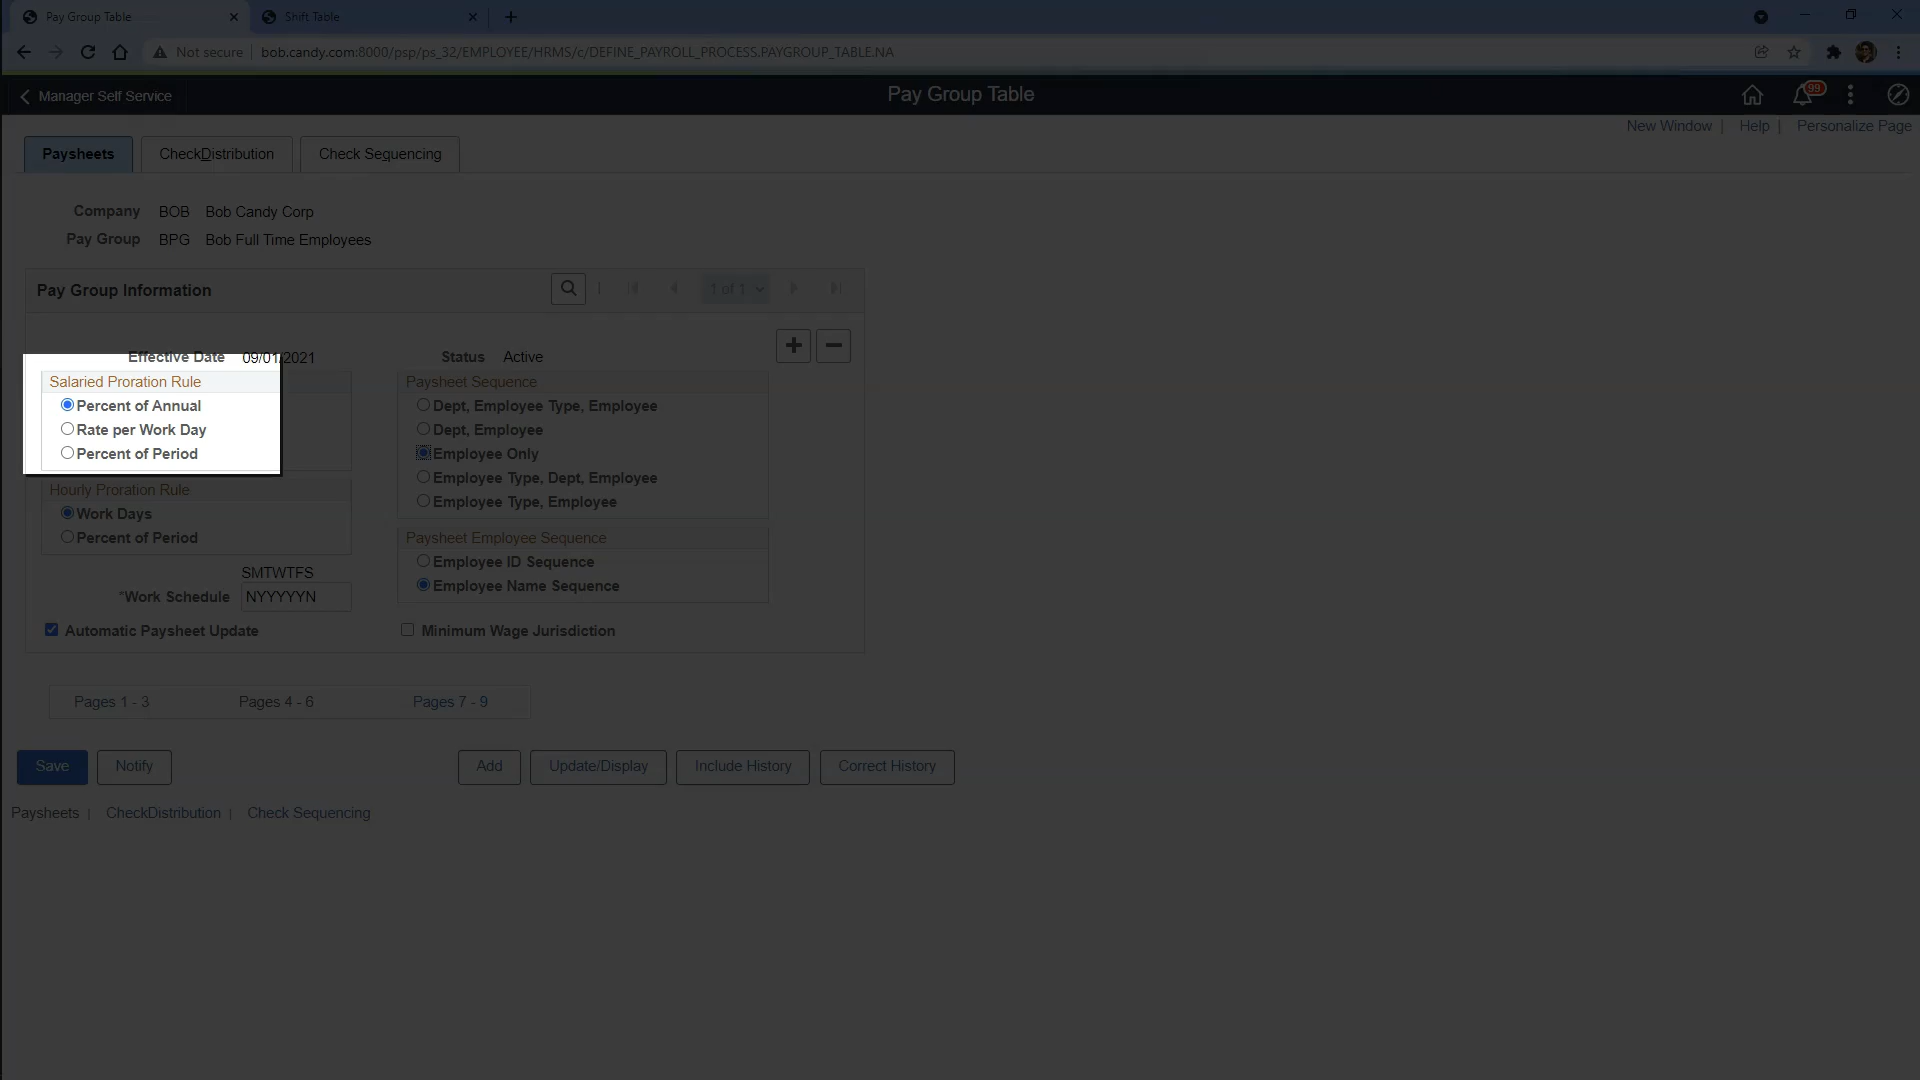 Pay Group Table
Shift Table
Not secure
bob.candy.com:8000/psp/ps_32/EMPLOYEE/HRMS/c/DEFINE_PAYROLL_PROCESS.PAYGROUP_TABLE.NA
Manager Self Service
Pay Group Table
99
New Window | Help | Personalize Page
Paysheets
CheckDistribution
Check Sequencing
Company BOB Bob Candy Corp
Pay Group BPG Bob Full Time Employees
Pay Group Information
1 of 1
Effective Date 09/01/2021
Status Active
Salaried Proration Rule
Percent of Annual
Rate per Work Day
Percent of Period
Hourly Proration Rule
Work Days
Percent of Period
SMTWTFS
*Work Schedule NYYYYYN
Automatic Paysheet Update
Paysheet Sequence
Dept, Employee Type, Employee
Dept, Employee
Employee Only
Employee Type, Dept, Employee
Employee Type, Employee
Paysheet Employee Sequence
Employee ID Sequence
Employee Name Sequence
Minimum Wage Jurisdiction
Pages 1 - 3
Pages 4 - 6
Pages 7 - 9
Save
Notify
Add
Update/Display
Include History
Correct History
Paysheets | CheckDistribution | Check Sequencing